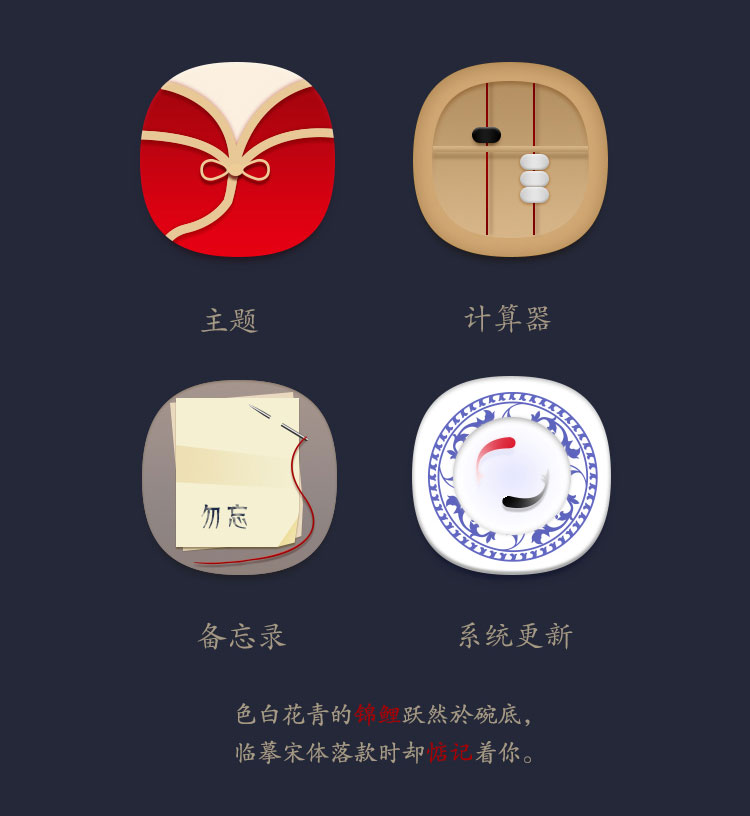 主题
计算器
勿忘
备忘录
系统更新
色白花青的锦鲤跃然於碗底，
临摹宋体落款时却惦记着你。